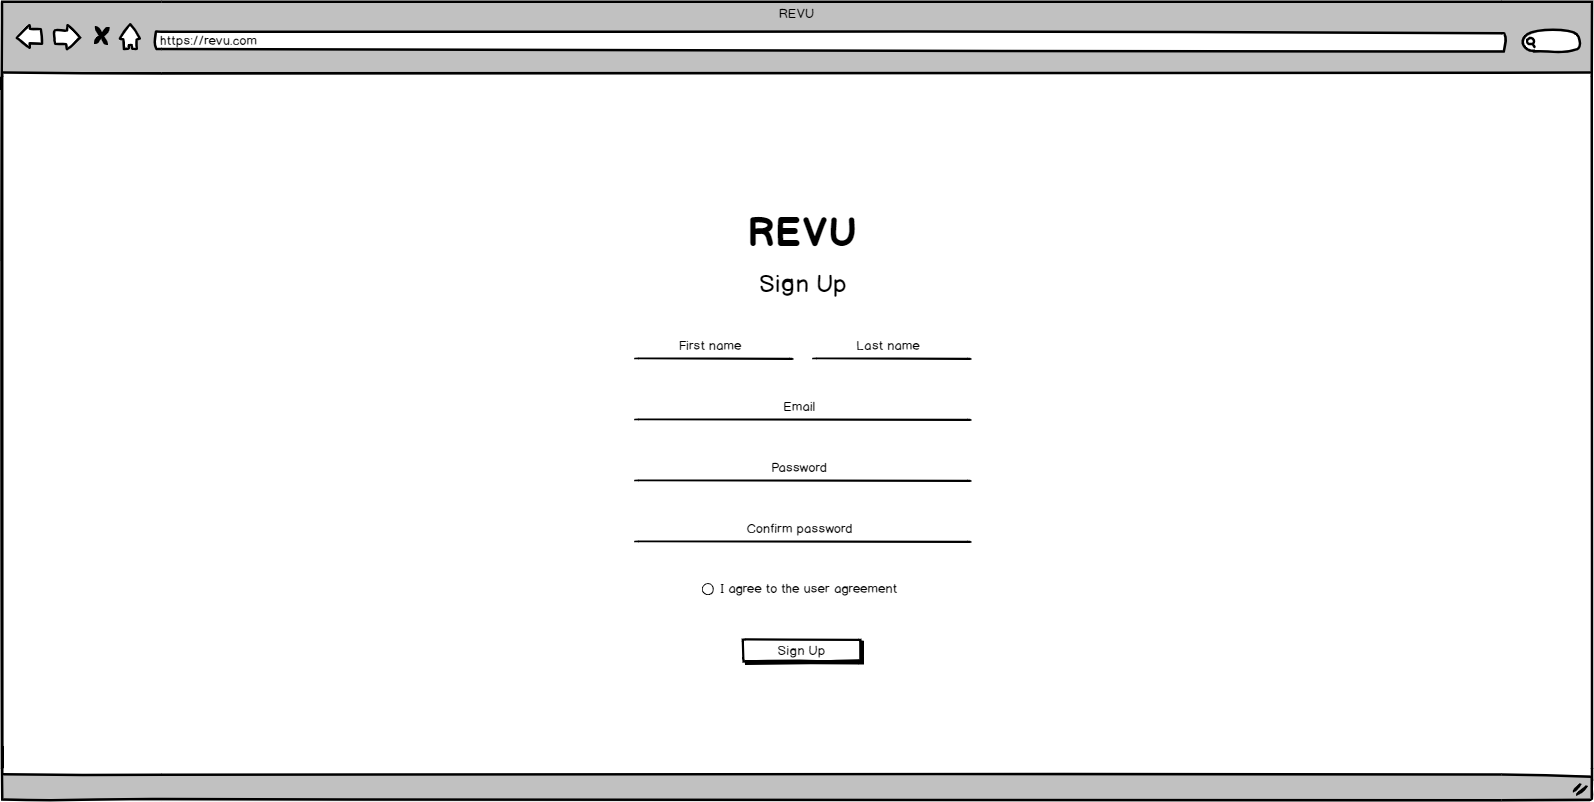 REVU
https://revu.com
REVU
Sign Up
First name Last name
Email
Password
Confirm password
I agree to the user agreement
Sign Up